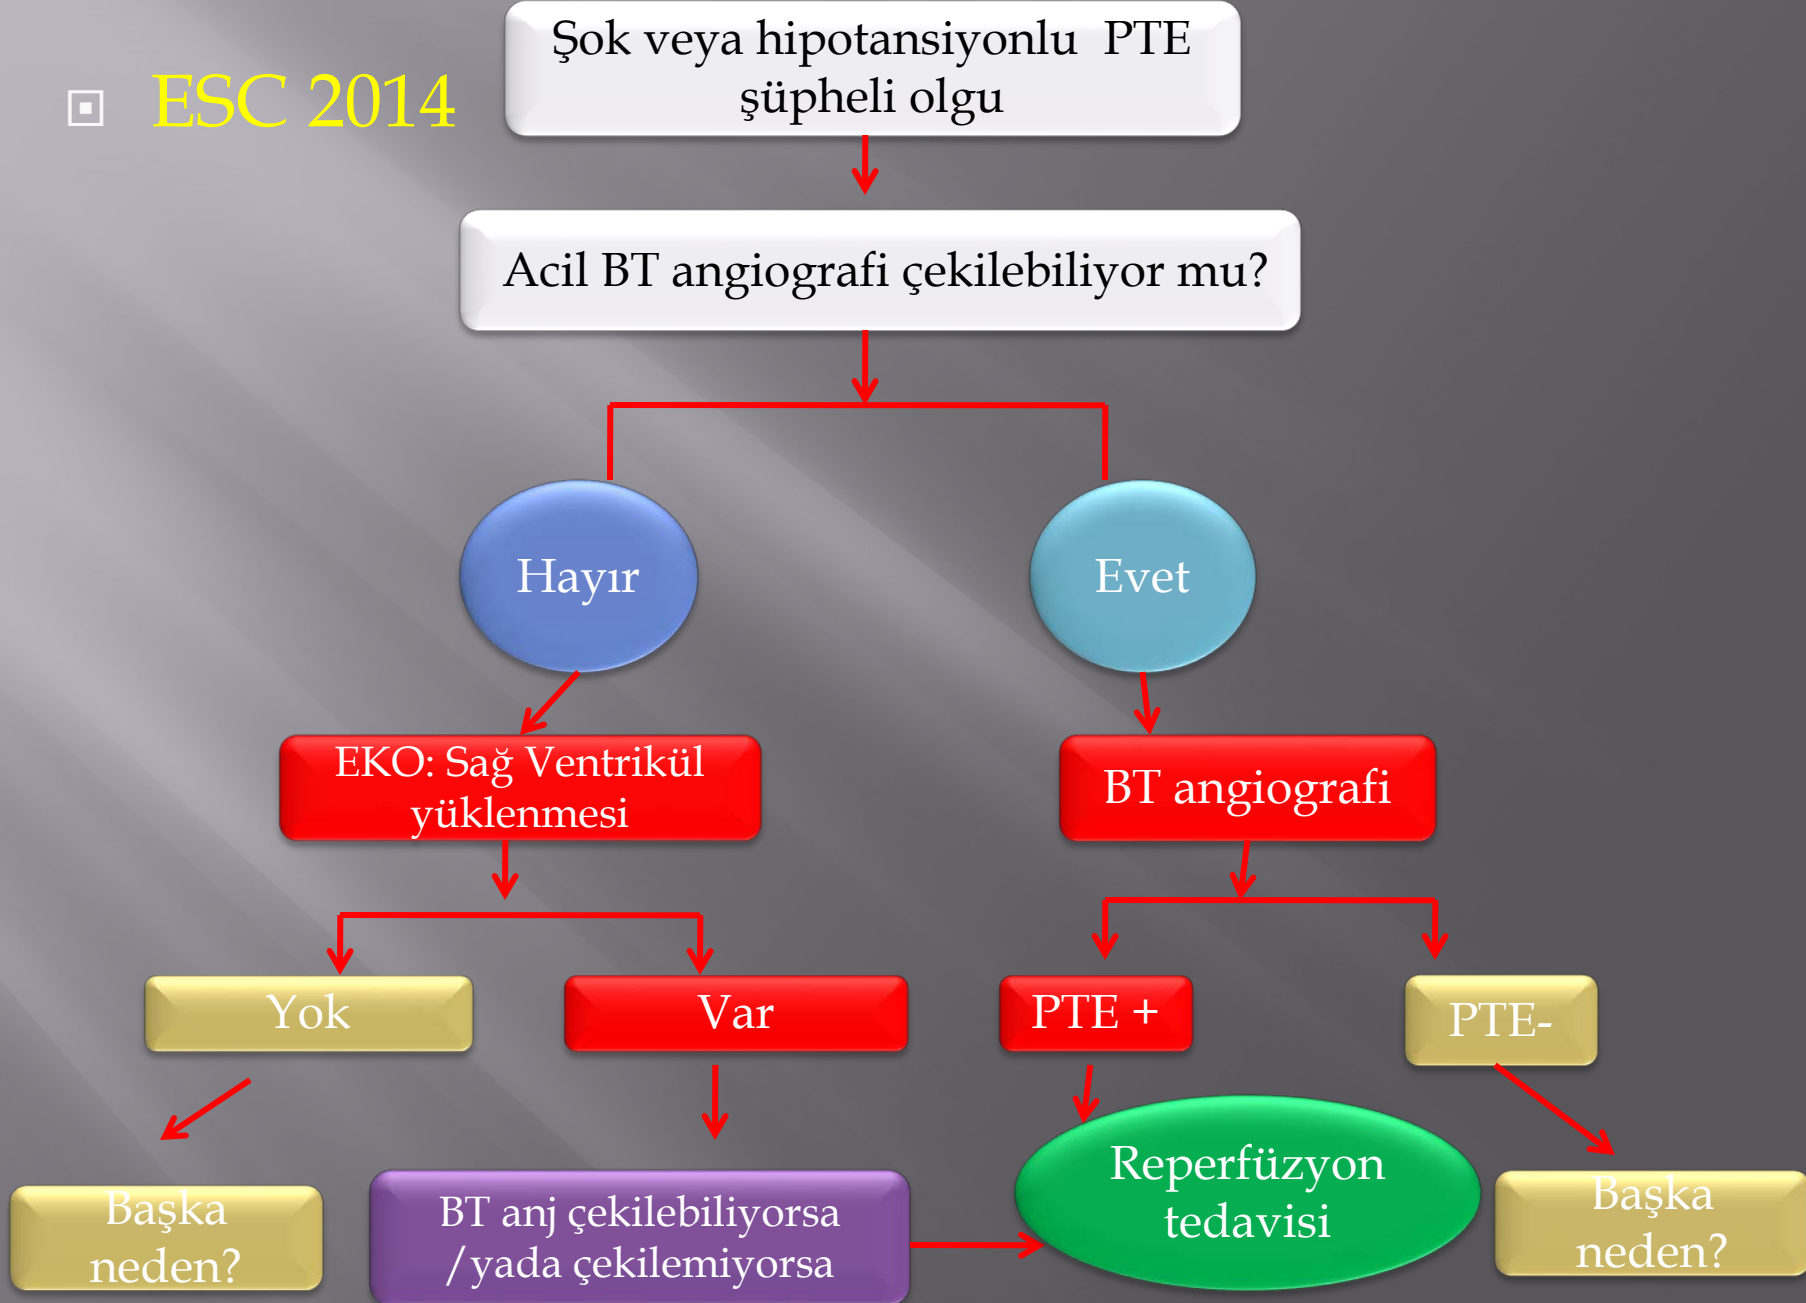 ESC 2014
Şok veya hipotansiyonlu PTE
şüpheli olgu
Acil BT angiografi çekilebiliyor mu?
Hayır
Evet
EKO: Sağ Ventrikül
yüklenmesi
BT angiografi
Yok
Var
PTE +
PTE-
Başka
neden?
BT anj çekilebiliyorsa
/yada çekilemiyorsa
Reperfüzyon
tedavisi
Başka
neden?